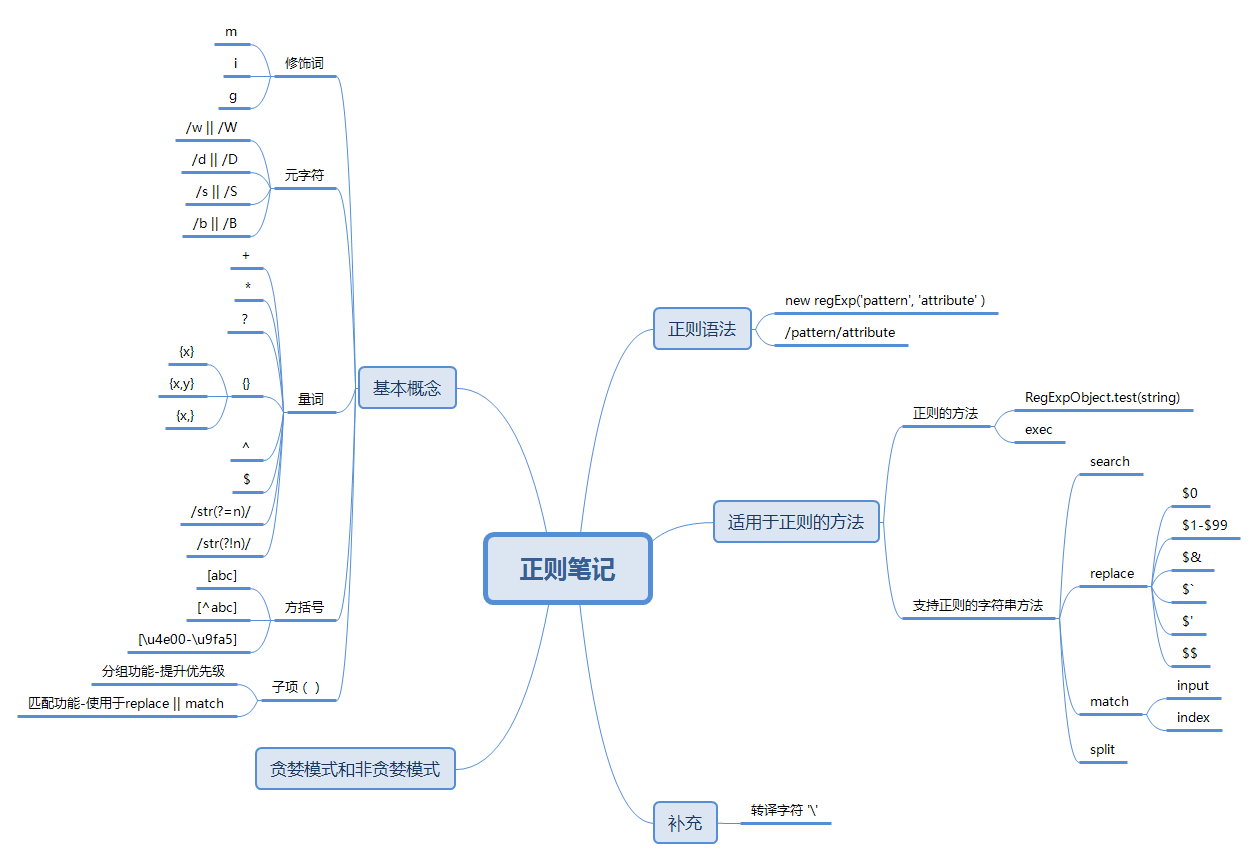 正则笔记
基本概念
修饰词
m
i
g
元字符
/w || /W
/d || /D
/s || /S
/b || /B
量词
+
*
?
{}
{x}
{x,y}
{x,}
^
$
/str(?=n)/
/str(?!n)/
方括号
[abc]
[^abc]
[\u4e00-\u9fa5]
子项（ ）
分组功能-提升优先级
匹配功能-使用于replace || match
贪婪模式和非贪婪模式
正则语法
new regExp('pattern', 'attribute' )
/pattern/attribute
适用于正则的方法
正则的方法
RegExpObject.test(string)
exec
支持正则的字符串方法
search
replace
$0
$1-$99
$&
$`
$'
$$
match
input
index
split
补充
转译字符 '\'